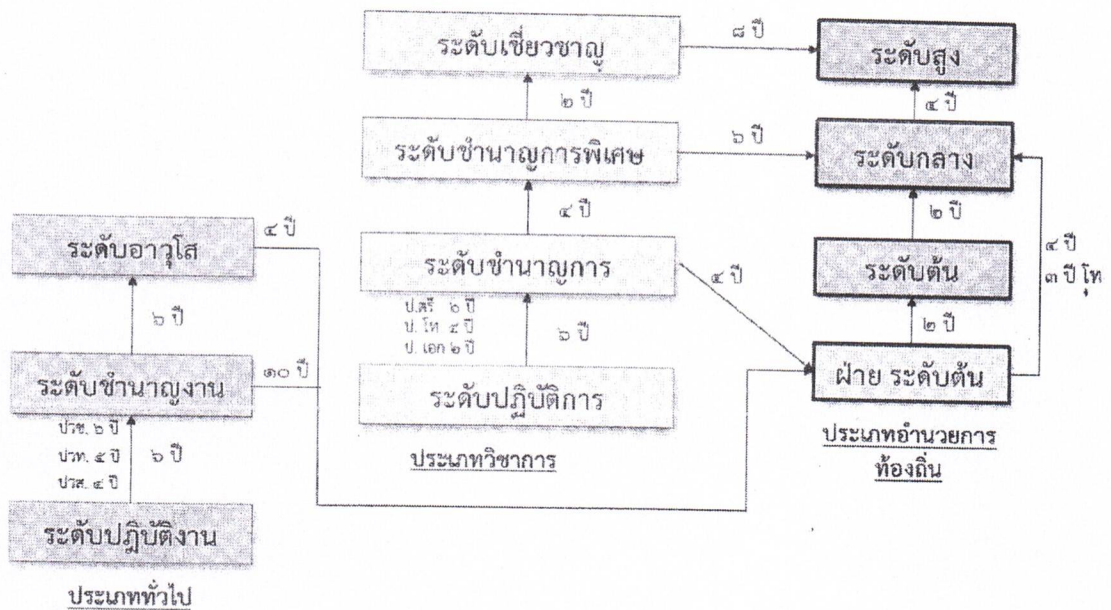 ระดับเชี่ยวชาญ
๘ ปี
ระดับสูง
๒ ปี
๔ ปี
ระดับชำนาญการพิเศษ
๖ ปี
ระดับกลาง
๔ ปี
๒ ปี
ระดับอาวุโส
๔ ปี
ระดับชำนาญการ
๔ ปี
ระดับต้น
๔ ปี
๓ ปี โท
๖ ปี
ป.ตรี ๖ ปี
ป. โท ๔ ปี
ป. เอก ๒ ปี
๖ ปี
๒ ปี
ระดับชำนาญงาน
๑๐ ปี
ระดับปฏิบัติการ
ฝ่าย ระดับต้น
ปวช. ๖ ปี
ปวท. ๕ ปี
ปวส. ๔ ปี
๖ ปี
ประเภทวิชาการ
ประเภทอำนวยการ
ท้องถิ่น
ระดับปฏิบัติงาน
ประเภททั่วไป